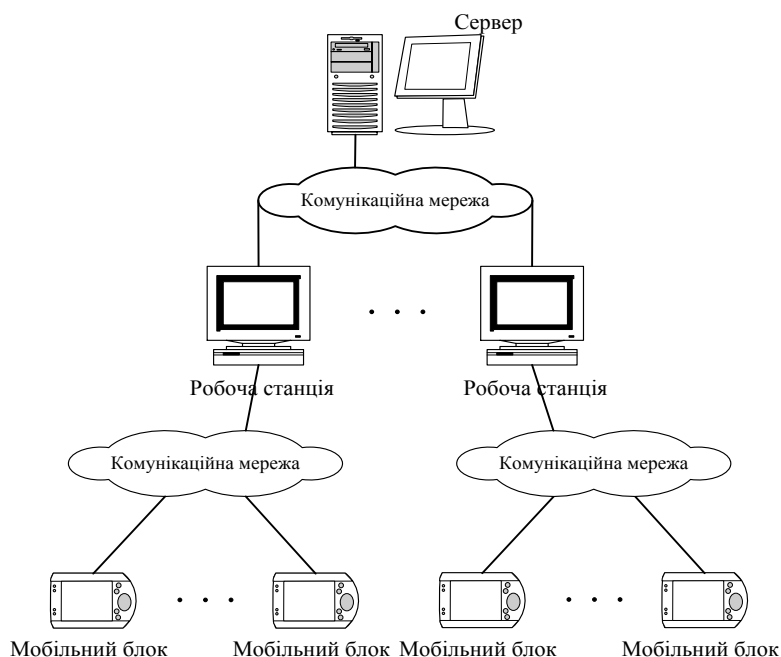 Сервер
Комунікаційна мережа
Робоча станція
Робоча станція
Комунікаційна мережа
Комунікаційна мережа
Мобільний блок
Мобільний блок
Мобільний блок
Мобільний блок